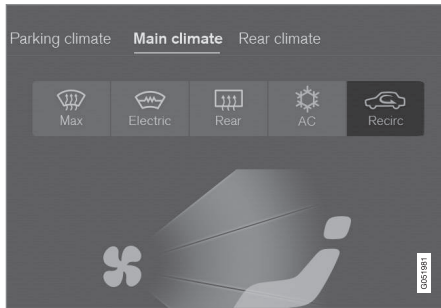 Parking climate Main climate Rear climate
Max Electric Rear AC Recirc
G051981